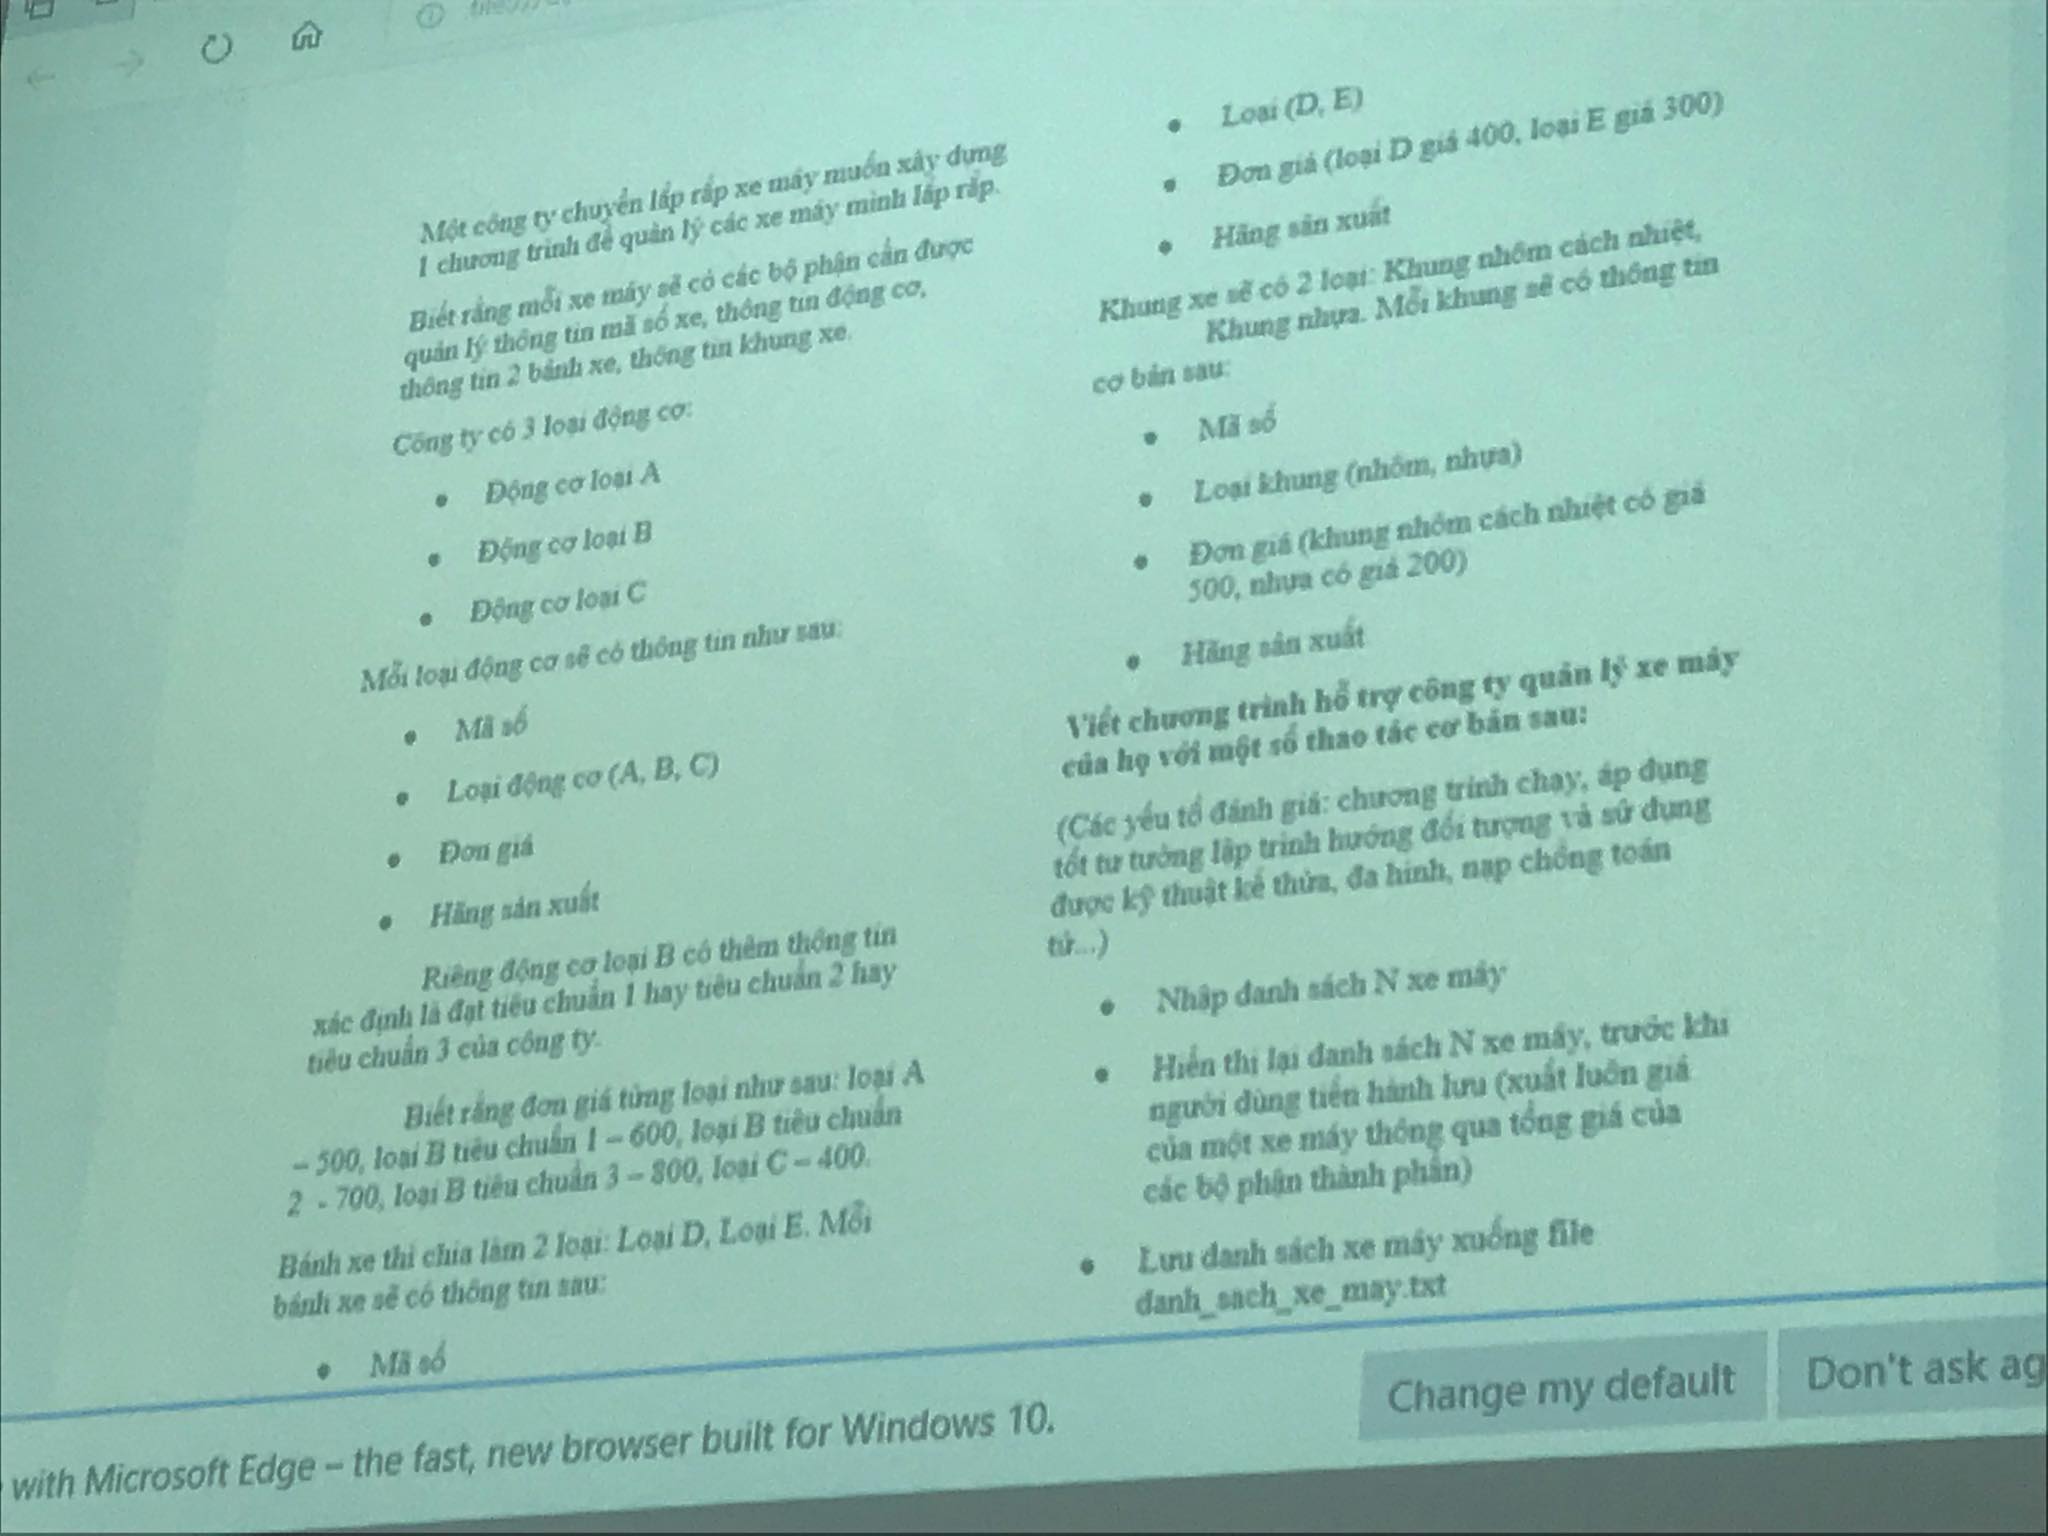 Một công ty chuyển lắp rắp xe máy muốn xây dựng
1 chương trình để quản lý các xe máy mình lắp rắp.
Biết rằng mỗi xe máy sẽ có các bộ phận cần được
quản lý thông tin mã số xe, thông tin động cơ,
thông tin 2 bánh xe, thông tin khung xe.
Công ty có 3 loại động cơ:
● Động cơ loại A
● Động cơ loại B
● Động cơ loại C
Mỗi loại động cơ sẽ có thông tin như sau:
● Mã số
● Loại động cơ (A, B, C)
● Đơn giá
● Hãng sản xuất
Riêng động cơ loại B có thêm thông tin
xác định là đạt tiêu chuẩn 1 hay tiêu chuẩn 2 hay
tiêu chuẩn 3 của công ty.
Biết rằng đơn giá từng loại như sau: loại A
– 500, loại B tiêu chuẩn 1 – 600, loại B tiêu chuẩn
2 - 700, loại B tiêu chuẩn 3 – 800, loại C – 400.
Bánh xe thì chia làm 2 loại: Loại D, Loại E. Mỗi
bánh xe sẽ có thông tin sau:
● Mã số
● Loại (D, E)
● Đơn giá (loại D giá 400, loại E giá 300)
● Hãng sản xuất
Khung xe sẽ có 2 loại: Khung nhôm cách nhiệt,
Khung nhựa. Mỗi khung sẽ có thông tin
cơ bản sau:
● Mã số
● Loại khung (nhôm, nhựa)
● Đơn giá (khung nhôm cách nhiệt có giá
500, nhựa có giá 200)
● Hãng sản xuất
Viết chương trình hỗ trợ công ty quản lý xe máy
của họ với một số thao tác cơ bản sau:
(Các yếu tố đánh giá: chương trình chạy, áp dụng
tốt tư tưởng lập trình hướng đối tượng và sử dụng
được kỹ thuật kế thừa, đa hình, nạp chồng toán
tử...)
● Nhập danh sách N xe máy
● Hiển thị lại danh sách N xe máy, trước khi
người dùng tiến hành lưu (xuất luôn giá
của một xe máy thông qua tổng giá của
các bộ phận thành phần)
● Lưu danh sách xe máy xuống file
danh_sach_xe_may.txt
with Microsoft Edge – the fast, new browser built for Windows 10.
Change my default
Don't ask ag